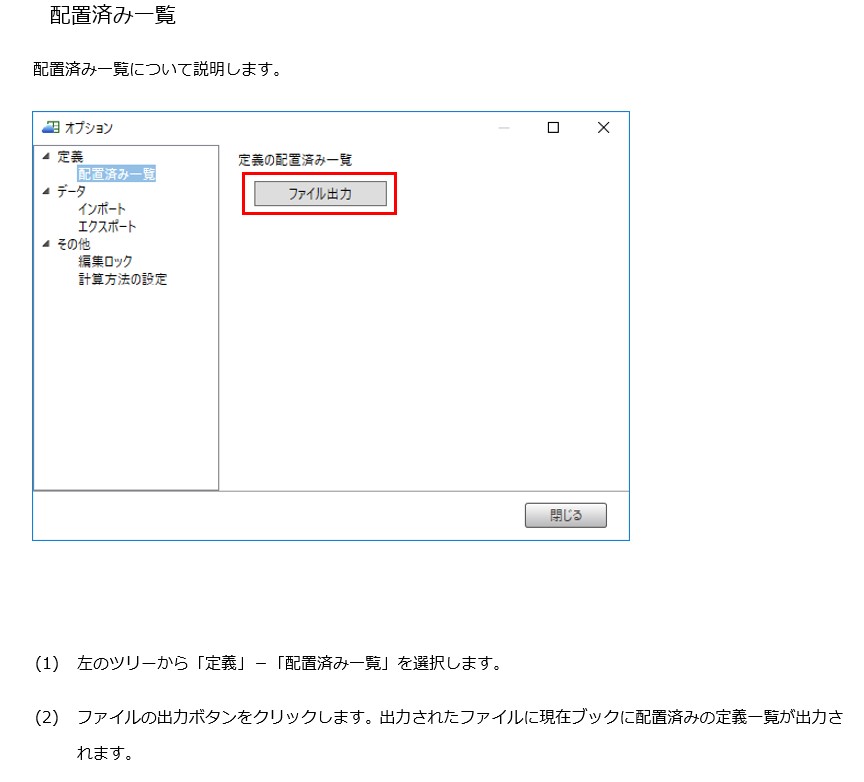 配置済み一覧
配置済み一覧について説明します。
オプション
定義
配置済み一覧
データ
インポート
エクスポート
その他
編集ロック
計算方法の設定
定義の配置済み一覧
ファイル出力
閉じる
(1) 左のツリーから「定義」－「配置済み一覧」を選択します。
(2) ファイルの出力ボタンをクリックします。出力されたファイルに現在ブックに配置済みの定義一覧が出力さ
れます。